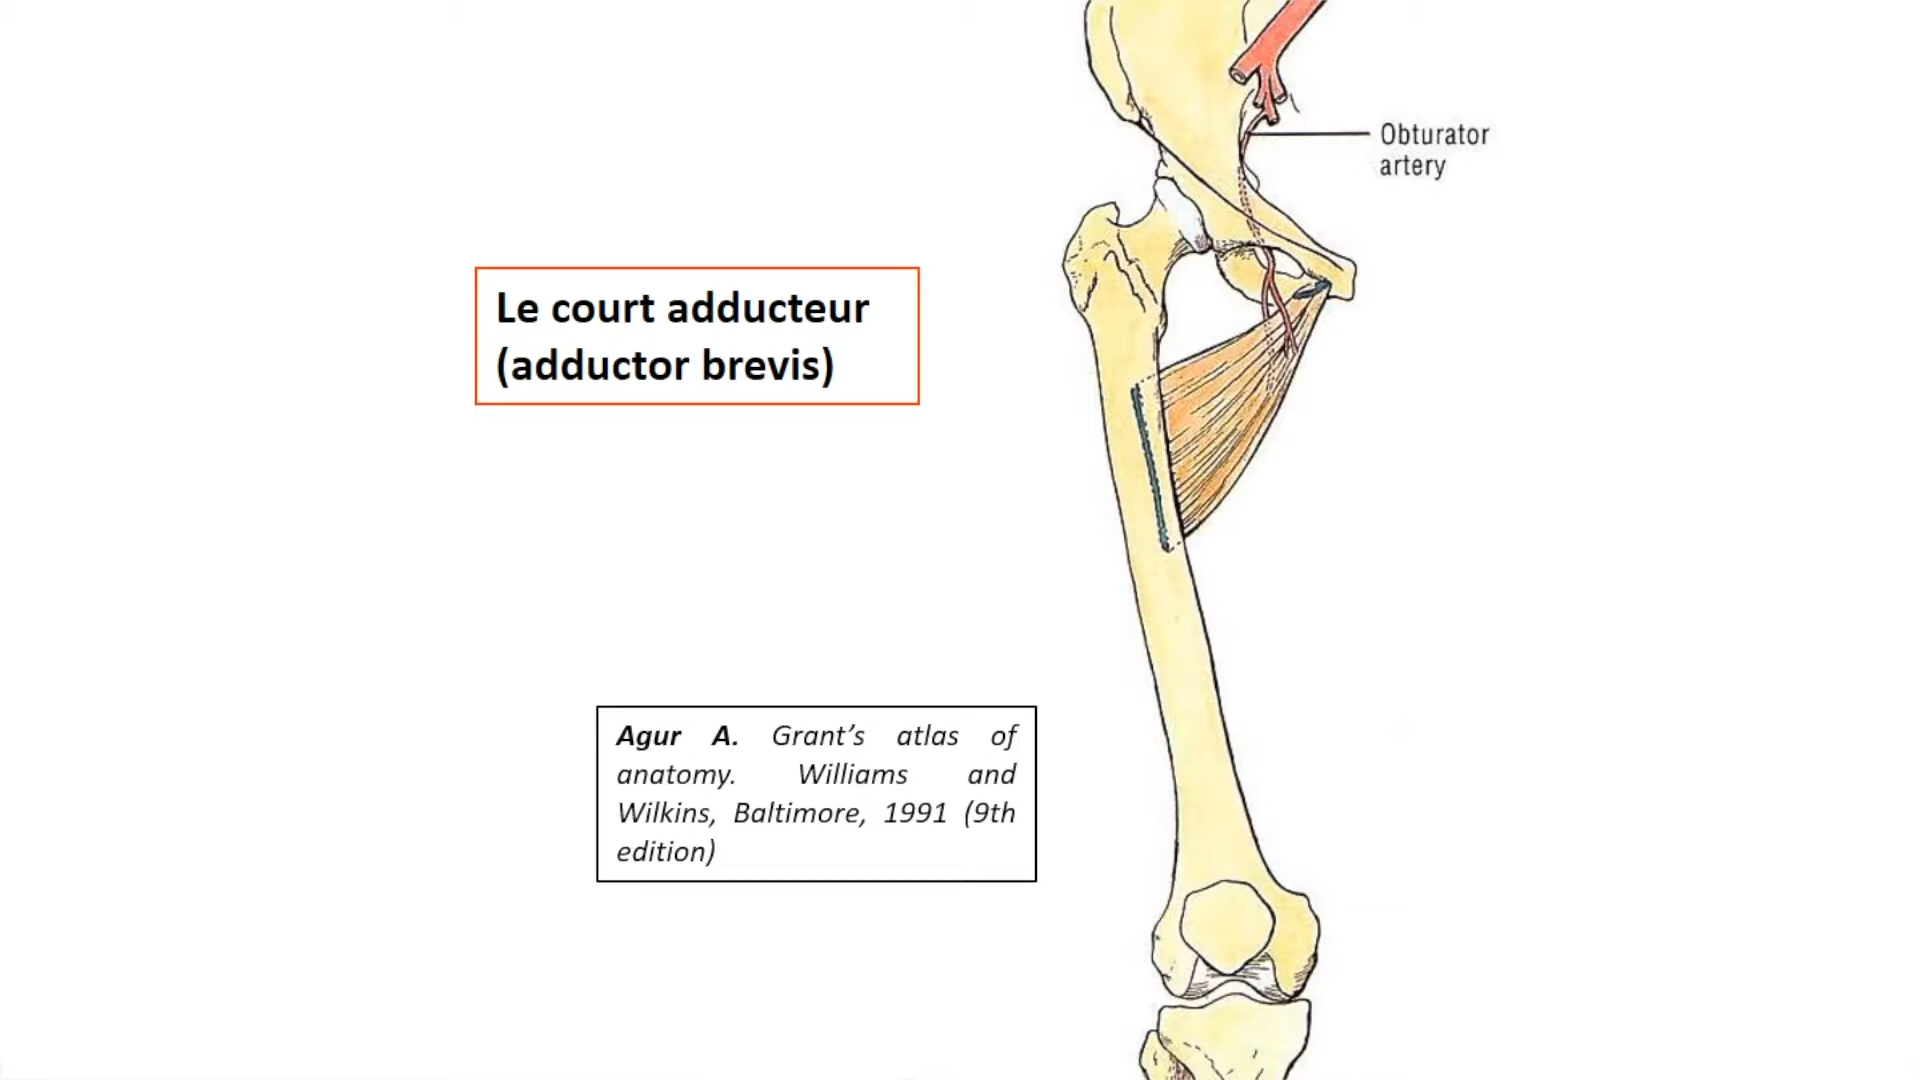 Obturator
artery
Le court adducteur
(adductor brevis)
Agur A. Grant’s atlas of
anatomy. Williams and
Wilkins, Baltimore, 1991 (9th
edition)